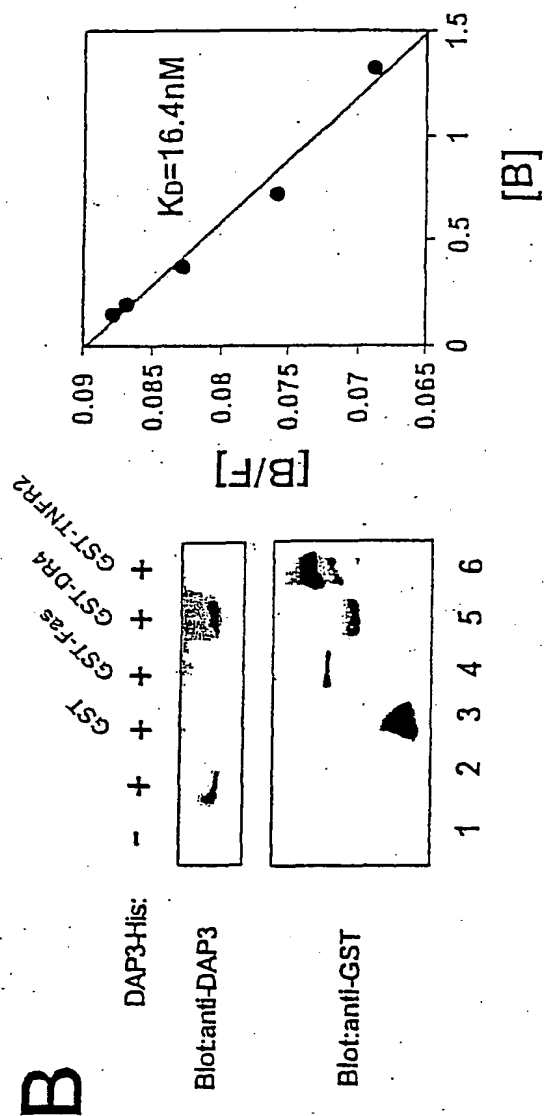 B
GST
GST-Fas
GST-DR4
GST-TNFR2
DAP3-His: - + + + + +
Blot:anti-DAP3
Blot:anti-GST
1 2 3 4 5 6
[B/F]
0.09
0.085
0.08
0.075
0.07
0.065
KD=16.4nM
0 0.5 1 1.5
[B]